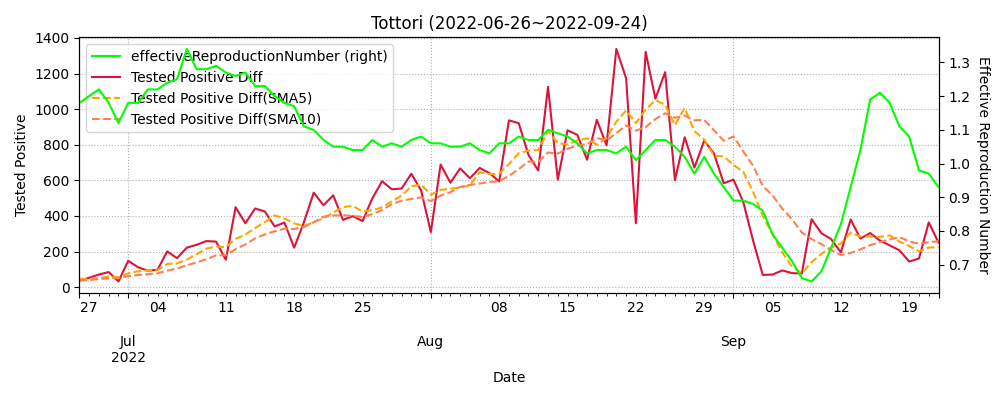 Tottori (2022-06-26~2022-09-24)
effectiveReproductionNumber (right)
Tested Positive Diff
Tested Positive Diff(SMA5)
Tested Positive Diff(SMA10)
Tested Positive
1400
1200
1000
800
600
400
200
0
1.3
1.2
1.1
1.0
0.9
0.8
0.7
Effective Reproduction Number
27 04 11 18 25 08 15 22 29 05 12 19
Jul Aug Sep
2022
Date